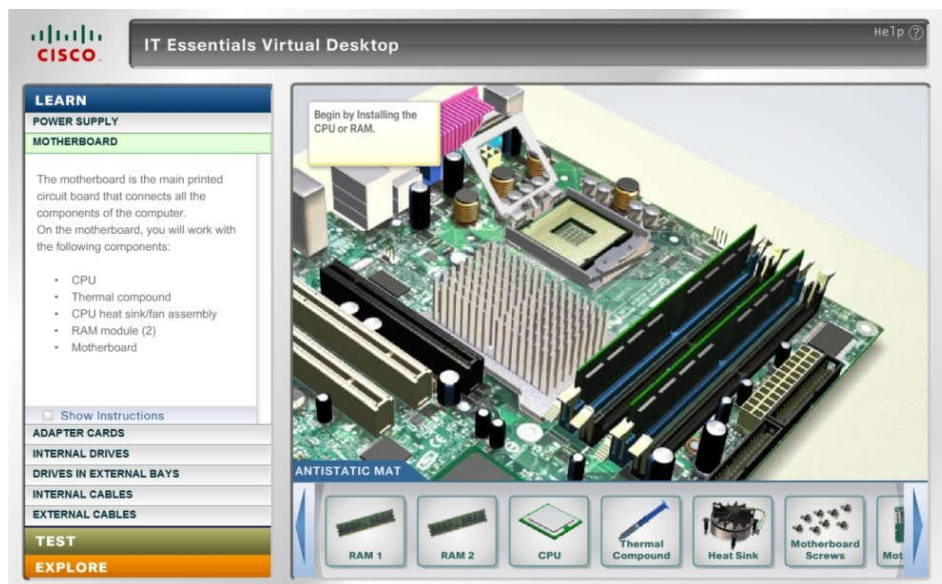 CISCO
IT Essentials Virtual Desktop
Help ?
LEARN
POWER SUPPLY
MOTHERBOARD
The motherboard is the main printed
circuit board that connects all the
components of the computer.
On the motherboard, you will work with
the following components:
• CPU
• Thermal compound
• CPU heat sink/fan assembly
• RAM module (2)
• Motherboard
Show Instructions
ADAPTER CARDS
INTERNAL DRIVES
DRIVES IN EXTERNAL BAYS
INTERNAL CABLES
EXTERNAL CABLES
TEST
EXPLORE
Begin by Installing the
CPU or RAM.
ANTISTATIC MAT
RAM 1
RAM 2
CPU
Thermal
Compound
Heat Sink
Motherboard
Screws
Mot